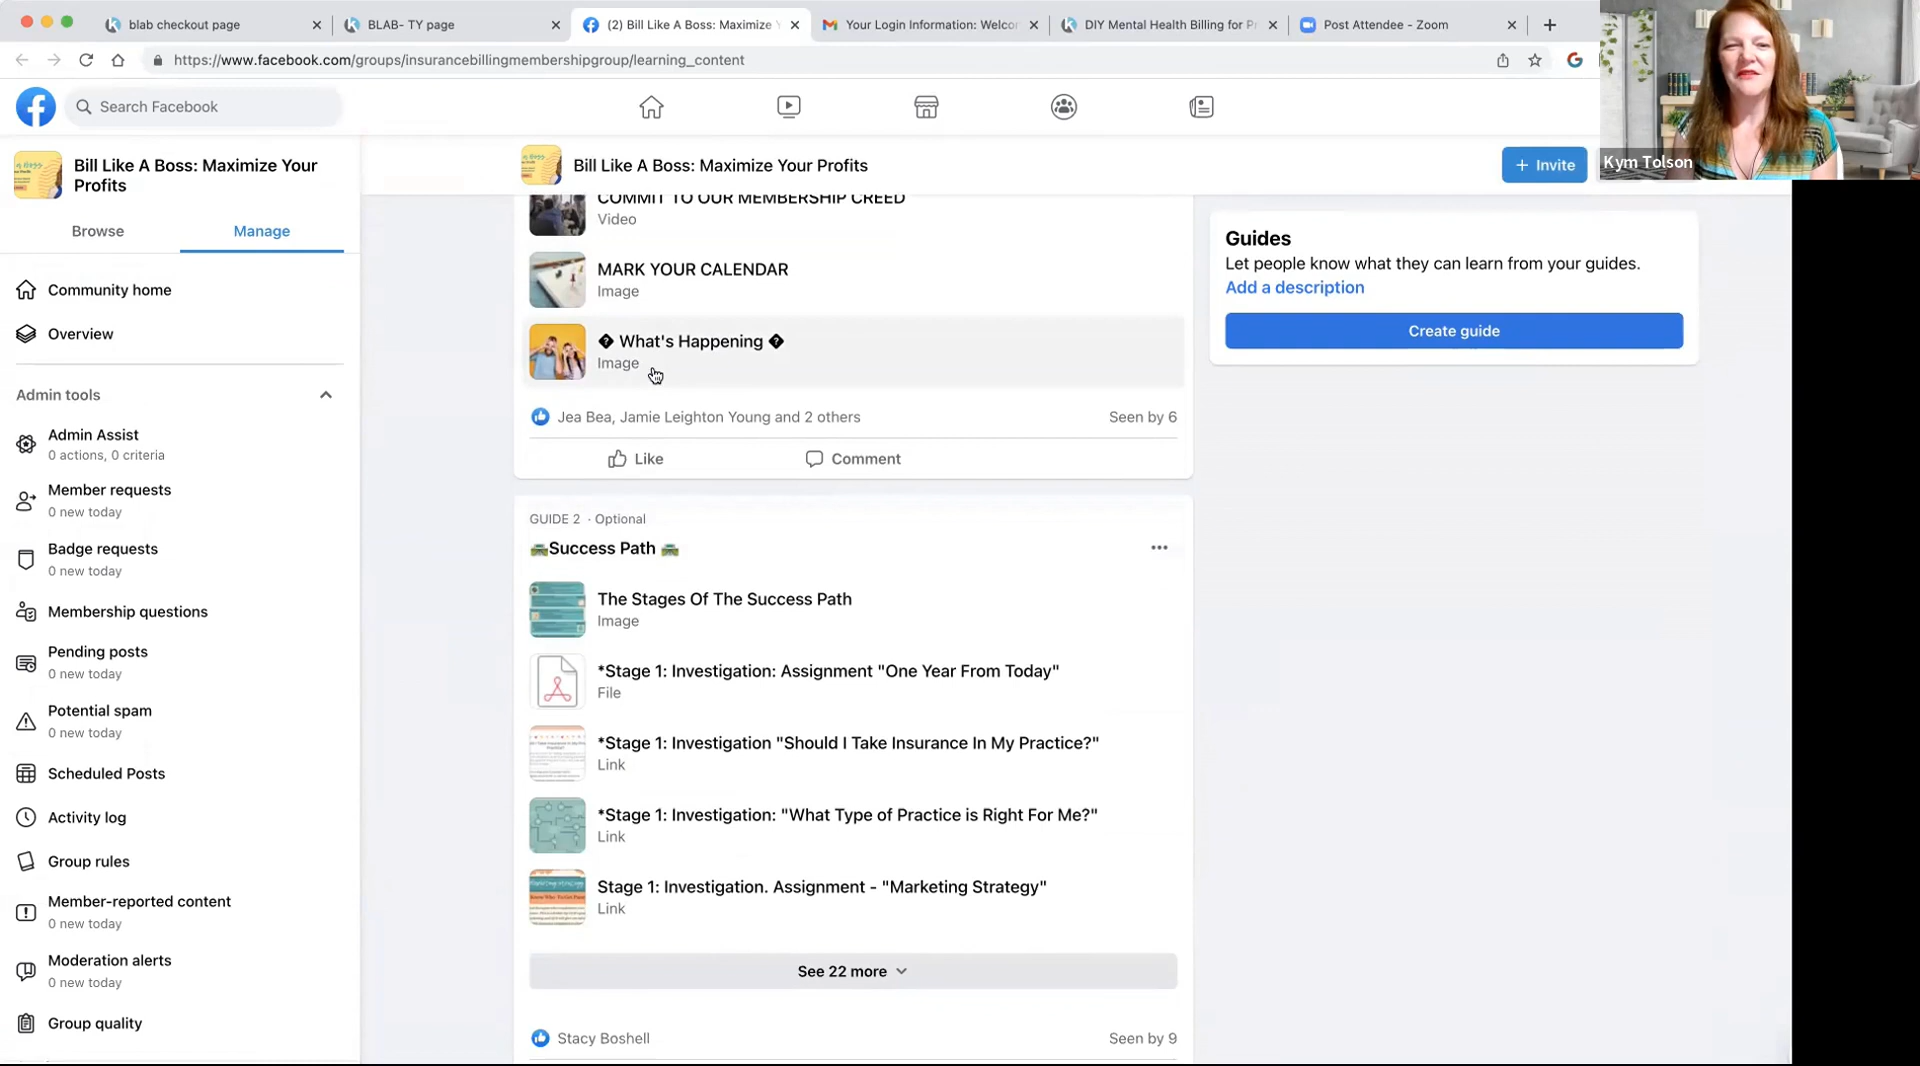 blab checkout page
BLAB- TY page
(2) Bill Like A Boss: Maximize Y
Your Login Information: Welco
DIY Mental Health Billing for P
Post Attendee - Zoom
https://www.facebook.com/groups/insurancebillingmembershipgroup/learning_content
Search Facebook
Kym Tolson
Bill Like A Boss: Maximize Your
Profits
Browse
Manage
Community home
Overview
Admin tools
Admin Assist
0 actions, 0 criteria
Member requests
0 new today
Badge requests
0 new today
Membership questions
Pending posts
0 new today
Potential spam
0 new today
Scheduled Posts
Activity log
Group rules
Member-reported content
0 new today
Moderation alerts
0 new today
Group quality
Bill Like A Boss: Maximize Your Profits
+ Invite
COMMIT TO OUR MEMBERSHIP CREED
Video
MARK YOUR CALENDAR
Image
What's Happening
Image
Jea Bea, Jamie Leighton Young and 2 others
Seen by 6
Like
Comment
GUIDE 2 · Optional
Success Path
The Stages Of The Success Path
Image
*Stage 1: Investigation: Assignment "One Year From Today"
File
*Stage 1: Investigation "Should I Take Insurance In My Practice?"
Link
*Stage 1: Investigation: "What Type of Practice is Right For Me?"
Link
Stage 1: Investigation. Assignment - "Marketing Strategy"
Link
See 22 more
Stacy Boshell
Seen by 9
Guides
Let people know what they can learn from your guides.
Add a description
Create guide